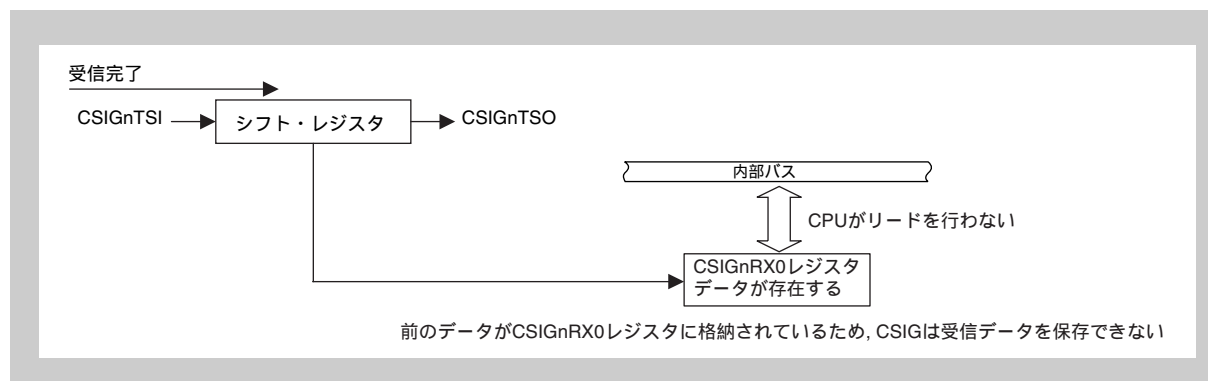 受信完了
CSIGnTSI
シフト・レジスタ
CSIGnTSO
内部バス
CPUがリードを行わない
CSIGnRX0レジスタ
データが存在する
前のデータがCSIGnRX0レジスタに格納されているため, CSIGは受信データを保存できない